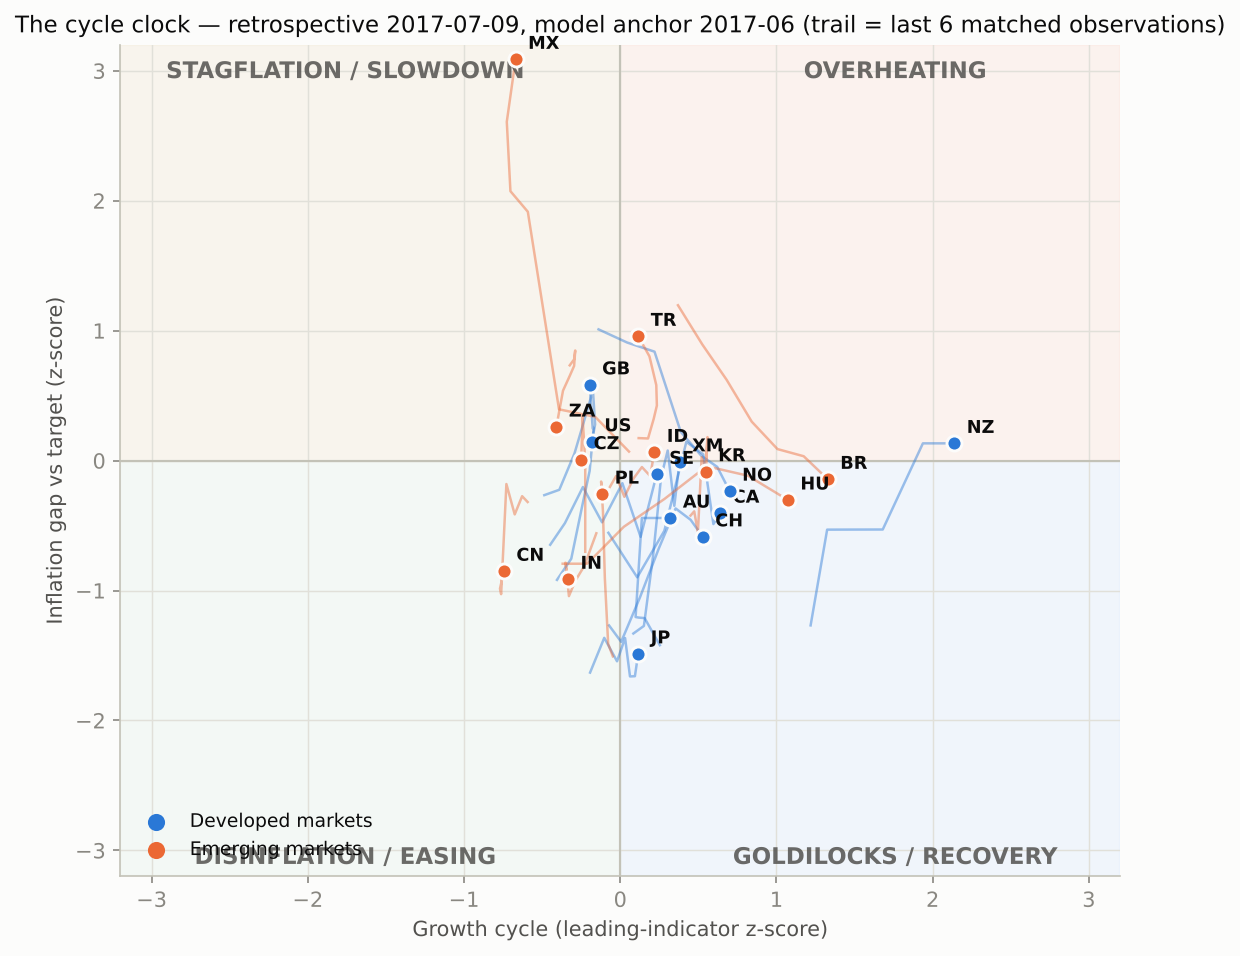 The cycle clock — retrospective 2017-07-09, model anchor 2017-06 (trail = last 6 matched observations)
MX
STAGFLATION / SLOWDOWN
OVERHEATING
TR
GB
ZA
US
CZ
ID
XM
SE
KR
NZ
BR
NO
HU
PL
AU
CA
CH
CN
IN
JP
Developed markets
Emerging markets
DISINFLATION / EASING
GOLDILOCKS / RECOVERY
3
2
1
0
−1
−2
−3
−3
−2
−1
0
1
2
3
Inflation gap vs target (z-score)
Growth cycle (leading-indicator z-score)